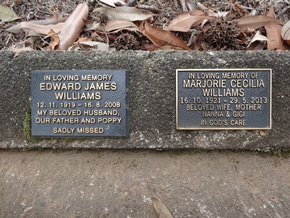 IN LOVING MEMORY
EDWARD JAMES
WILLIAMS
12. 11. 1919 - 16. 8. 2008
MY BELOVED HUSBAND,
OUR FATHER AND POPPY
SADLY MISSED
IN LOVING MEMORY OF
MARJORIE CECILIA
WILLIAMS
16. 10. 1921 - 29. 5. 2013
BELOVED WIFE, MOTHER
NANNA & GIGI
IN GOD'S CARE